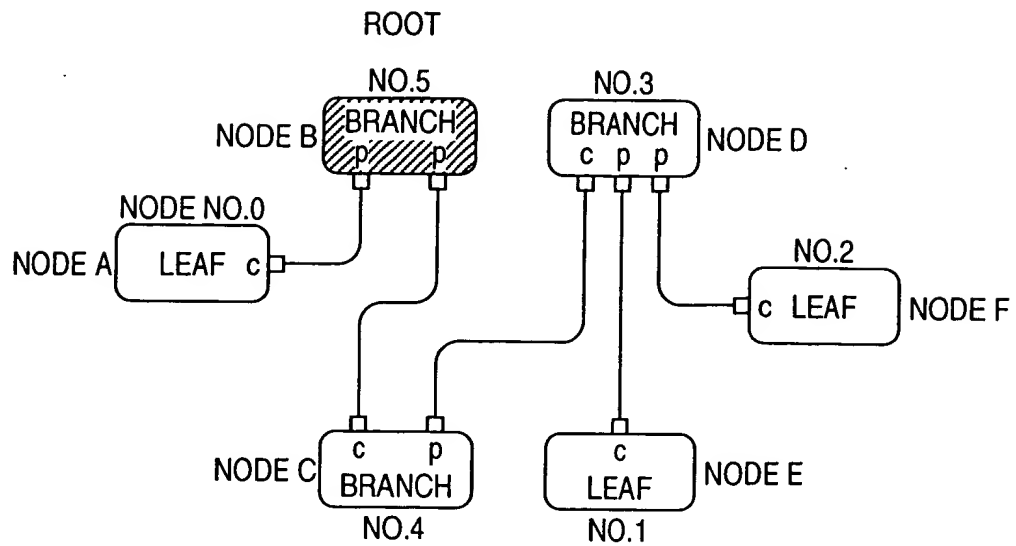 ROOT
NO.5
NO.3
NODE B
BRANCH
p p
BRANCH
c p p
NODE D
NODE NO.0
NODE A
LEAF c
NO.2
c LEAF
NODE F
NODE C
c p
BRANCH
NO.4
c
LEAF
NODE E
NO.1